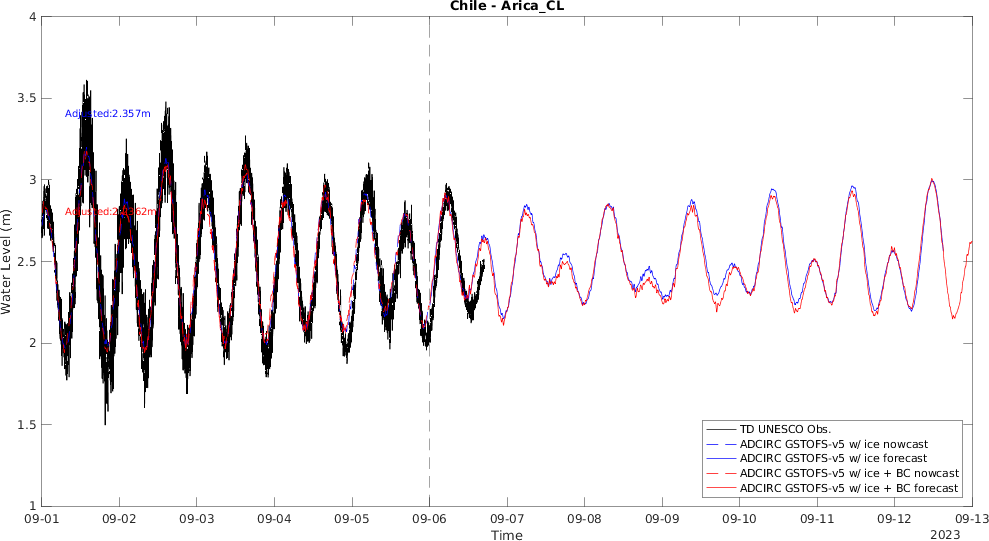 Chile - Arica_CL
4
3.5
3
2.5
2
1.5
1
Water Level (m)
Adjusted:2.357m
09-01
09-02
09-03
09-04
09-05
09-06
09-07
09-08
09-09
09-10
09-11
09-12
09-13
Time
2023
TD UNESCO Obs.
ADCIRC GSTOFS-v5 w/ ice nowcast
ADCIRC GSTOFS-v5 w/ ice forecast
ADCIRC GSTOFS-v5 w/ ice + BC nowcast
ADCIRC GSTOFS-v5 w/ ice + BC forecast